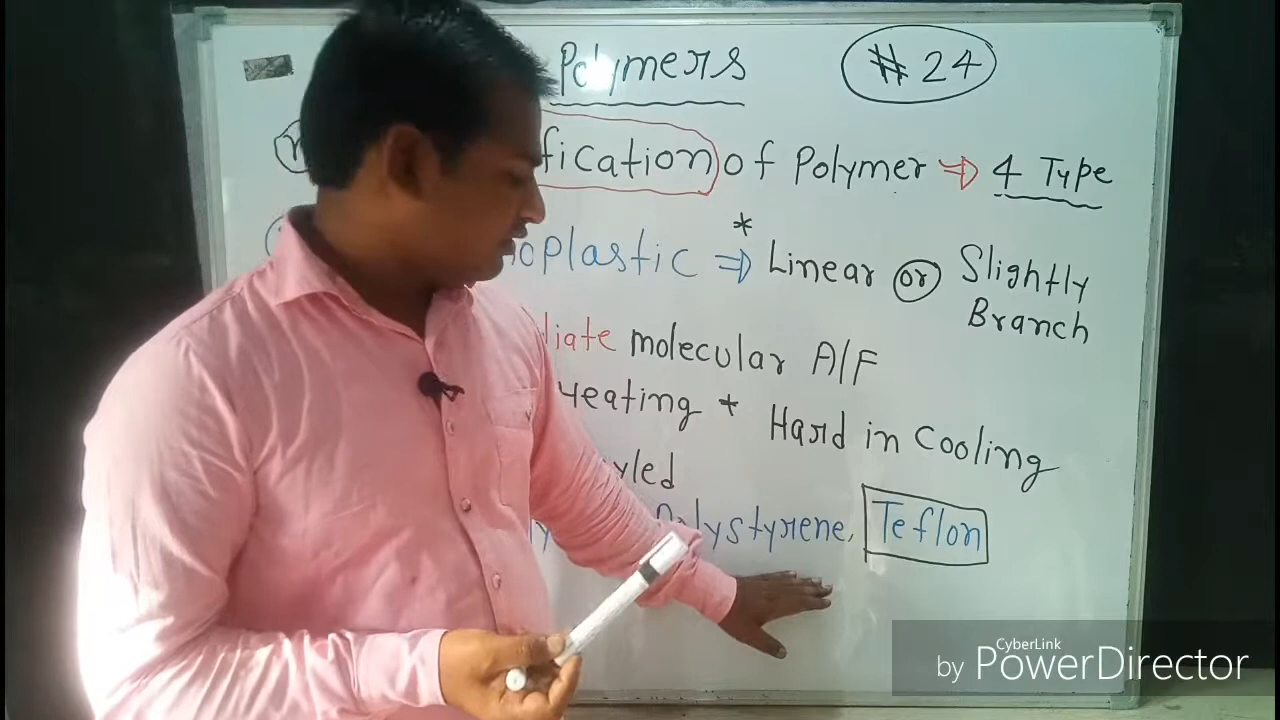 Polymers # 24
fication of Polymer ⇒ 4 Type
oplastic ⇒ * Linear or Slightly Branch
diate molecular A/F
Heating * Hard in Cooling
yled
Polystyrene, Teflon
CyberLink
by PowerDirector